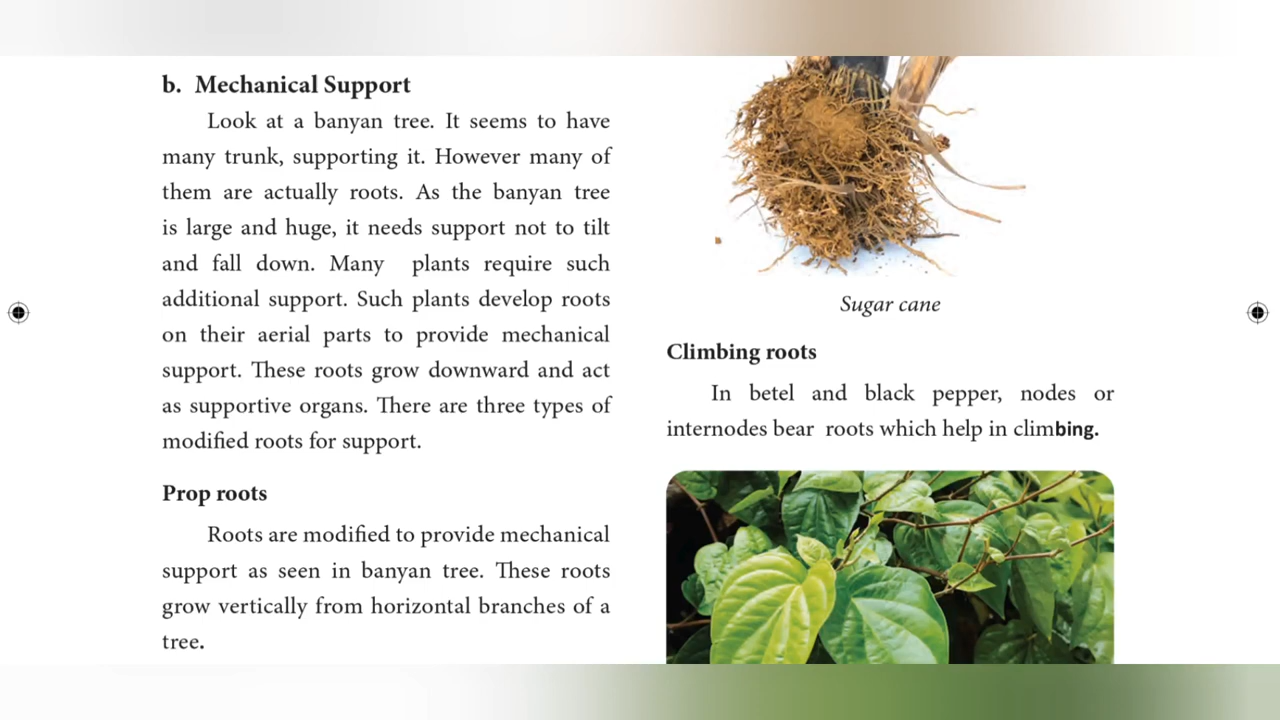 b. Mechanical Support
Look at a banyan tree. It seems to have
many trunk, supporting it. However many of
them are actually roots. As the banyan tree
is large and huge, it needs support not to tilt
and fall down. Many plants require such
additional support. Such plants develop roots
on their aerial parts to provide mechanical
support. These roots grow downward and act
as supportive organs. There are three types of
modified roots for support.
Prop roots
Roots are modified to provide mechanical
support as seen in banyan tree. These roots
grow vertically from horizontal branches of a
tree.
Sugar cane
Climbing roots
In betel and black pepper, nodes or
internodes bear roots which help in climbing.